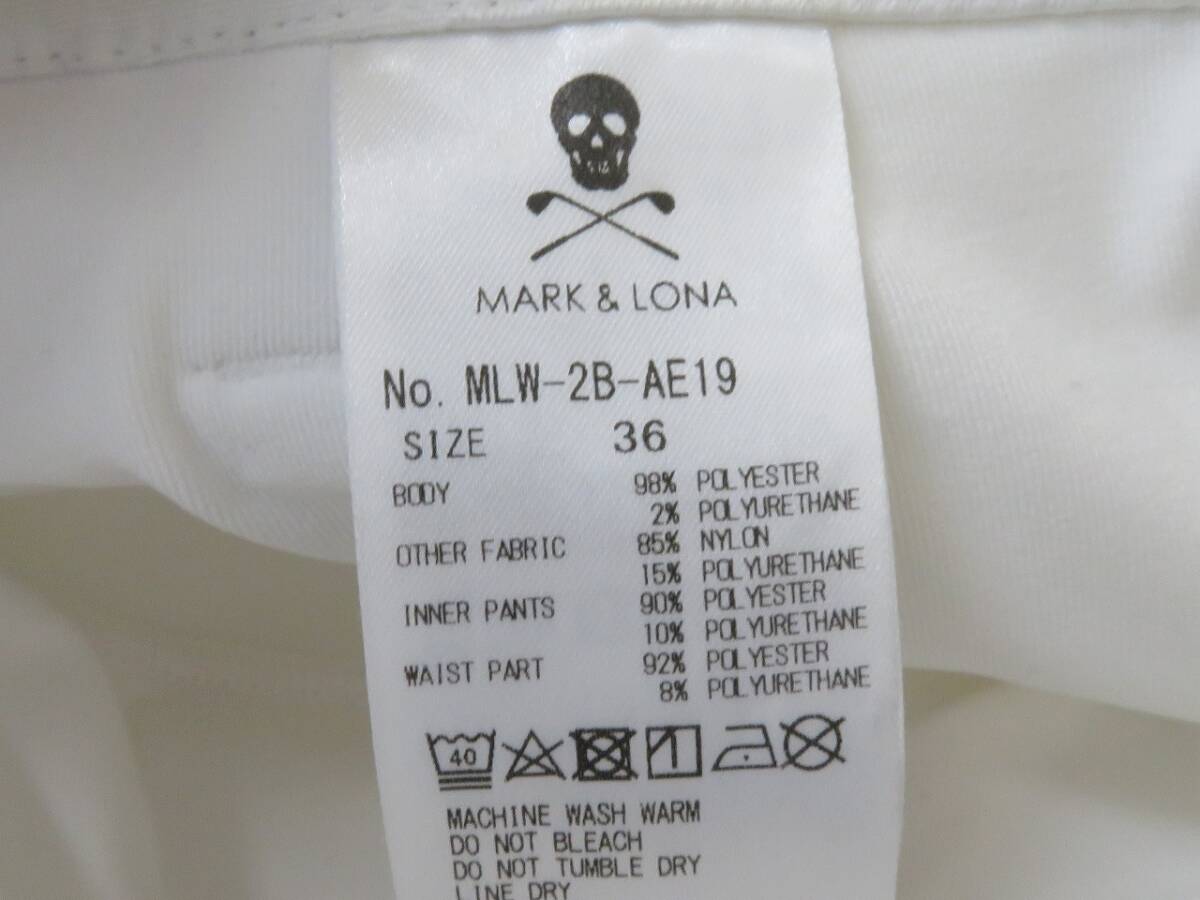 MARK & LONA
No. MLW-2B-AE19
SIZE 36
BODY 98% POLYESTER
2% POLYURETHANE
OTHER FABRIC 85% NYLON
15% POLYURETHANE
INNER PANTS 90% POLYESTER
10% POLYURETHANE
WAIST PART 92% POLYESTER
8% POLYURETHANE
40
MACHINE WASH WARM
DO NOT BLEACH
DO NOT TUMBLE DRY
LINE DRY